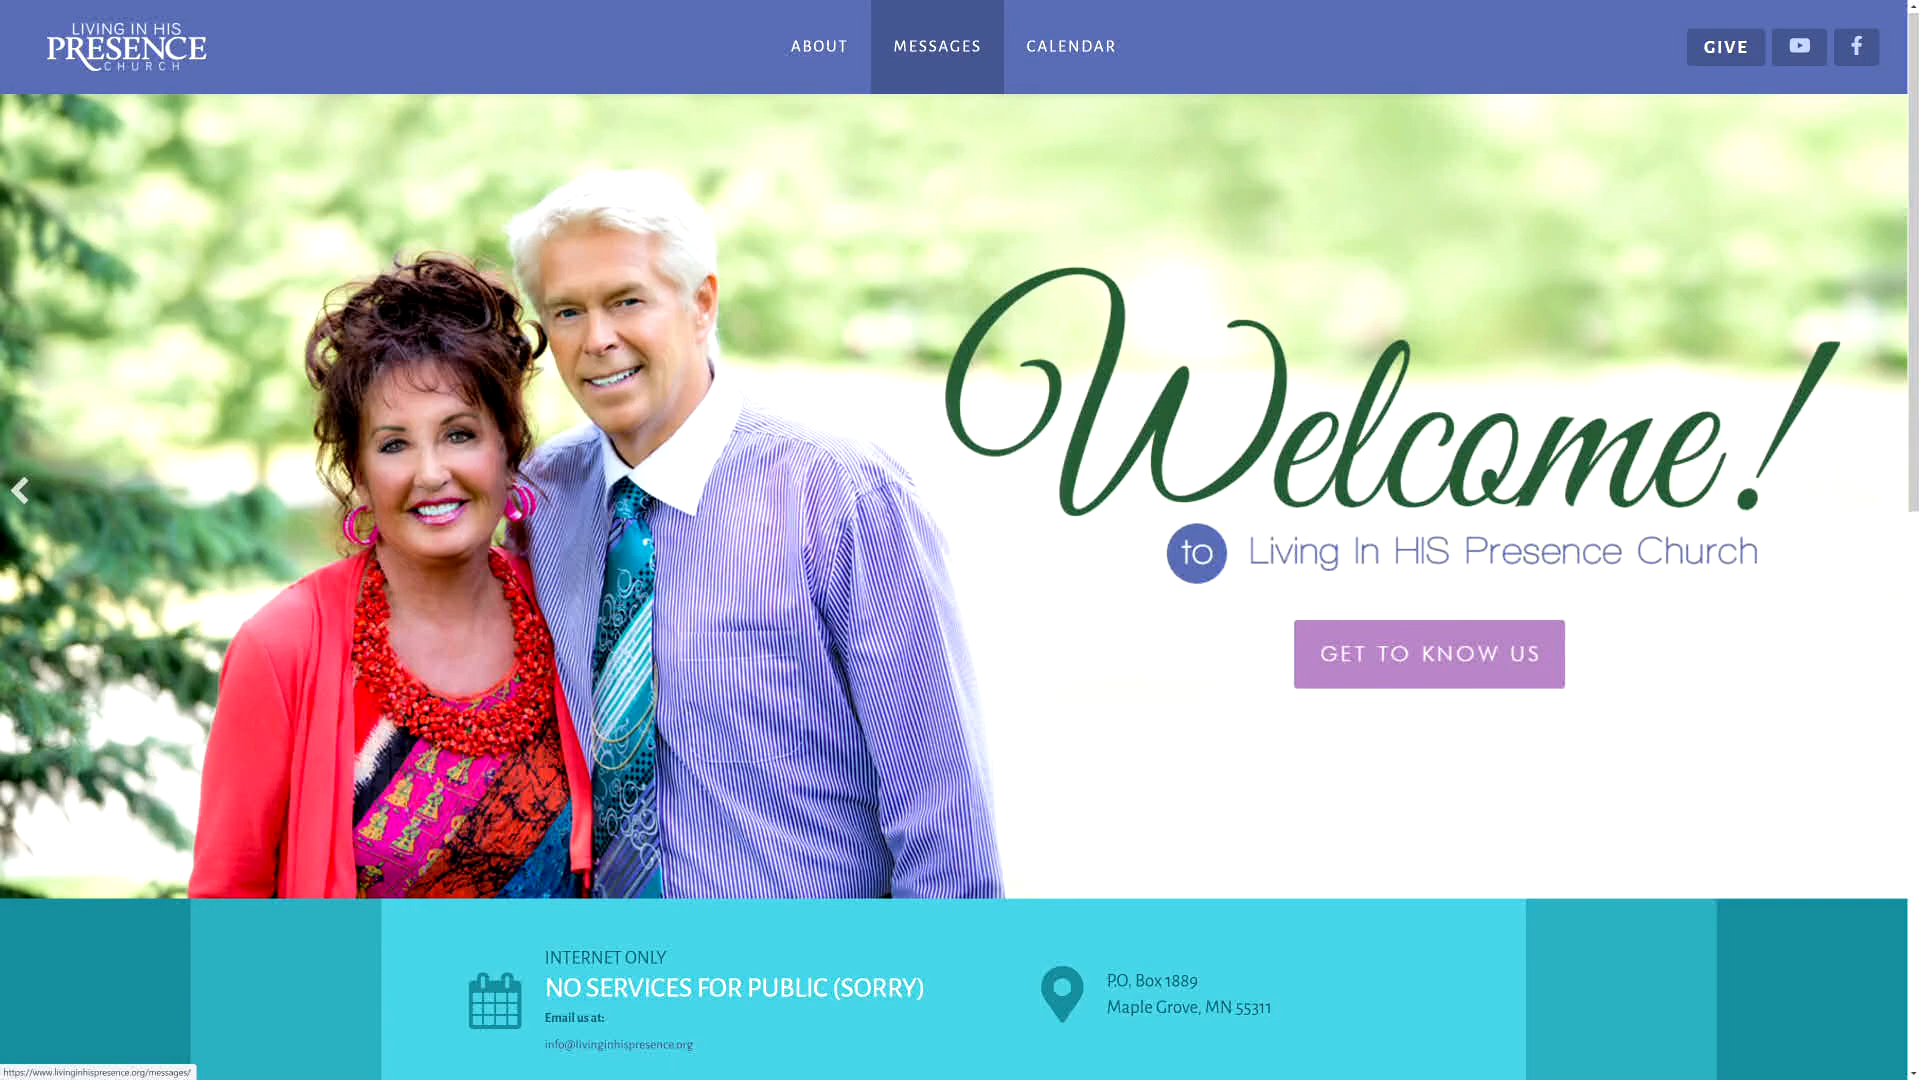 LIVING IN HIS
PRESENCE
CHURCH
ABOUT
MESSAGES
CALENDAR
GIVE
Welcome!
to Living In HIS Presence Church
GET TO KNOW US
INTERNET ONLY
NO SERVICES FOR PUBLIC (SORRY)
Email us at:
info@livinginhispresence.org
P.O. Box 1889
Maple Grove, MN 55311
https://www.livinginhispresence.org/messages/